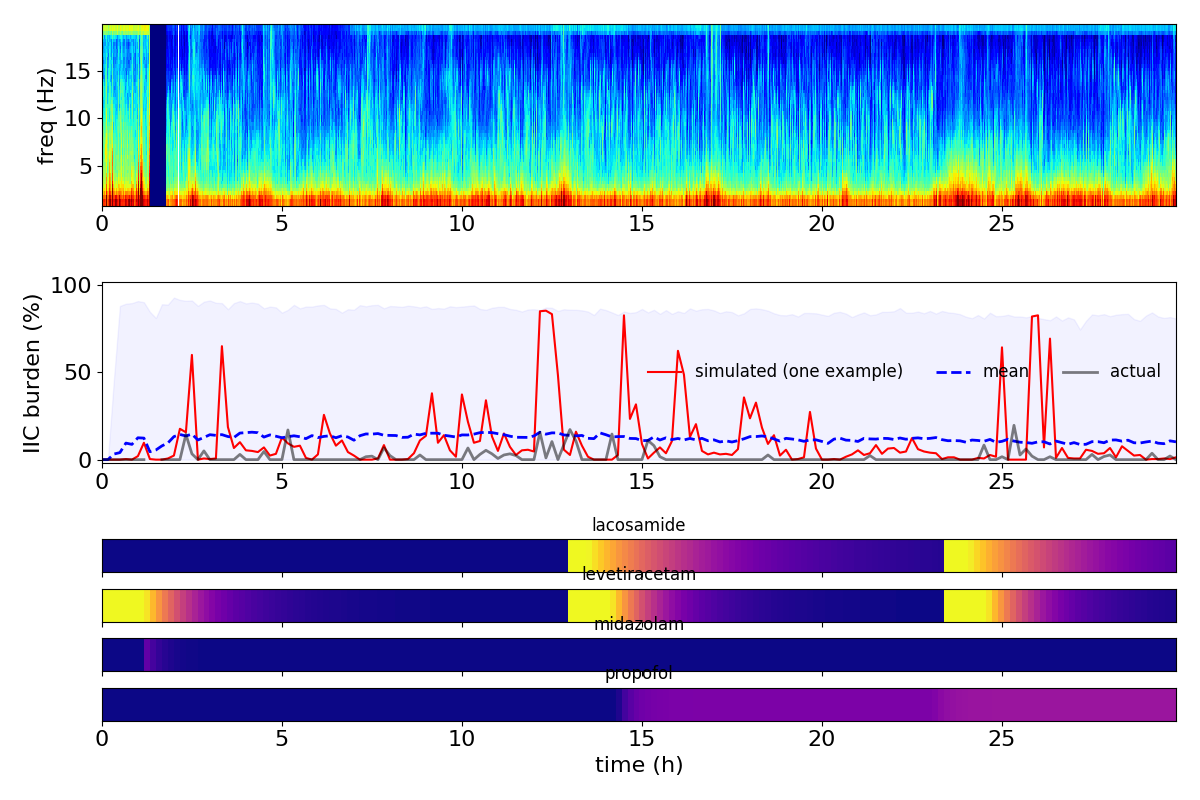 freq (Hz)
15
10
5
0 5 10 15 20 25
IIC burden (%)
100
50
0
simulated (one example) mean actual
0 5 10 15 20 25
lacosamide
levetiracetam
midazolam
propofol
0 5 10 15 20 25
time (h)